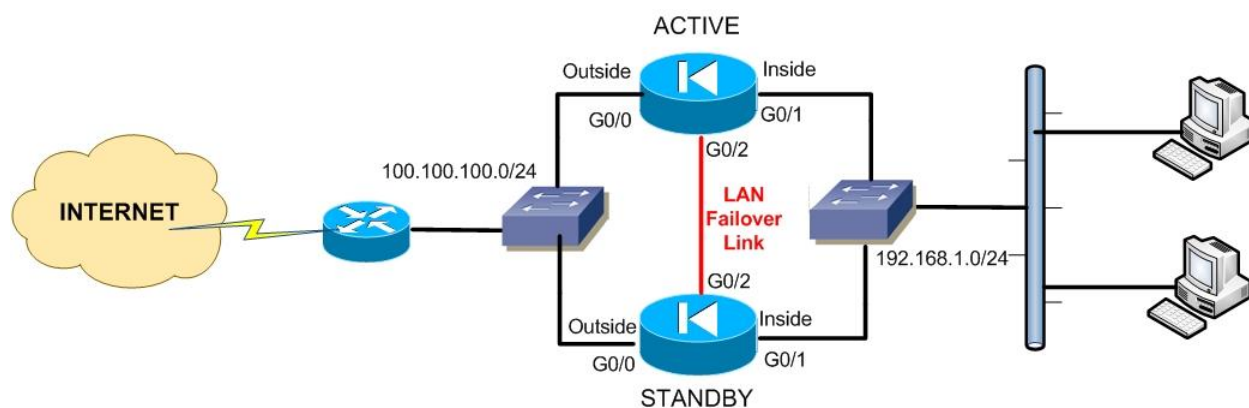 ACTIVE
Outside
Inside
G0/0
G0/1
G0/2
100.100.100.0/24
INTERNET
LAN
Failover
Link
192.168.1.0/24
G0/2
Outside
Inside
G0/0
G0/1
STANDBY